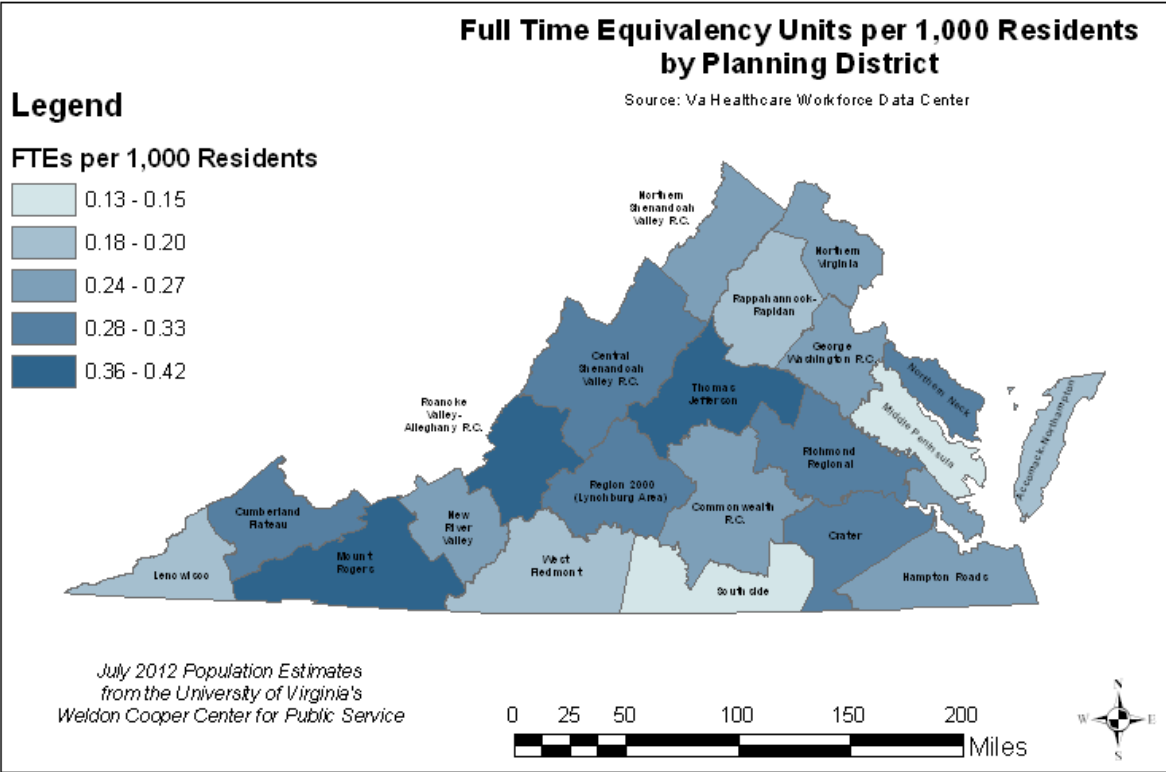 Full Time Equivalency Units per 1,000 Residents
by Planning District
Source: Va Healthcare Workforce Data Center
Legend
FTEs per 1,000 Residents
0.13 - 0.15
0.18 - 0.20
0.24 - 0.27
0.28 - 0.33
0.36 - 0.42
Northern
Shenandoah
Valley R.C.
Northern
Virginia
Rappahannock-
Rapidan
George
Washington R.C.
Central
Shenandoah
Valley R.C.
Northern Neck
Thomas
Jefferson
Accomack-Northampton
Roanoke
Valley-
Alleghany R.C.
Middle Peninsula
Richmond
Regional
Region 2000
(Lynchburg Area)
Commonwealth
R.C.
Cumberland
Plateau
New
River
Valley
Crater
Mount
Rogers
West
Piedmont
Lenowisco
Hampton Roads
Southside
July 2012 Population Estimates
from the University of Virginia's
Weldon Cooper Center for Public Service
0 25 50 100 150 200
Miles
N
W E
S